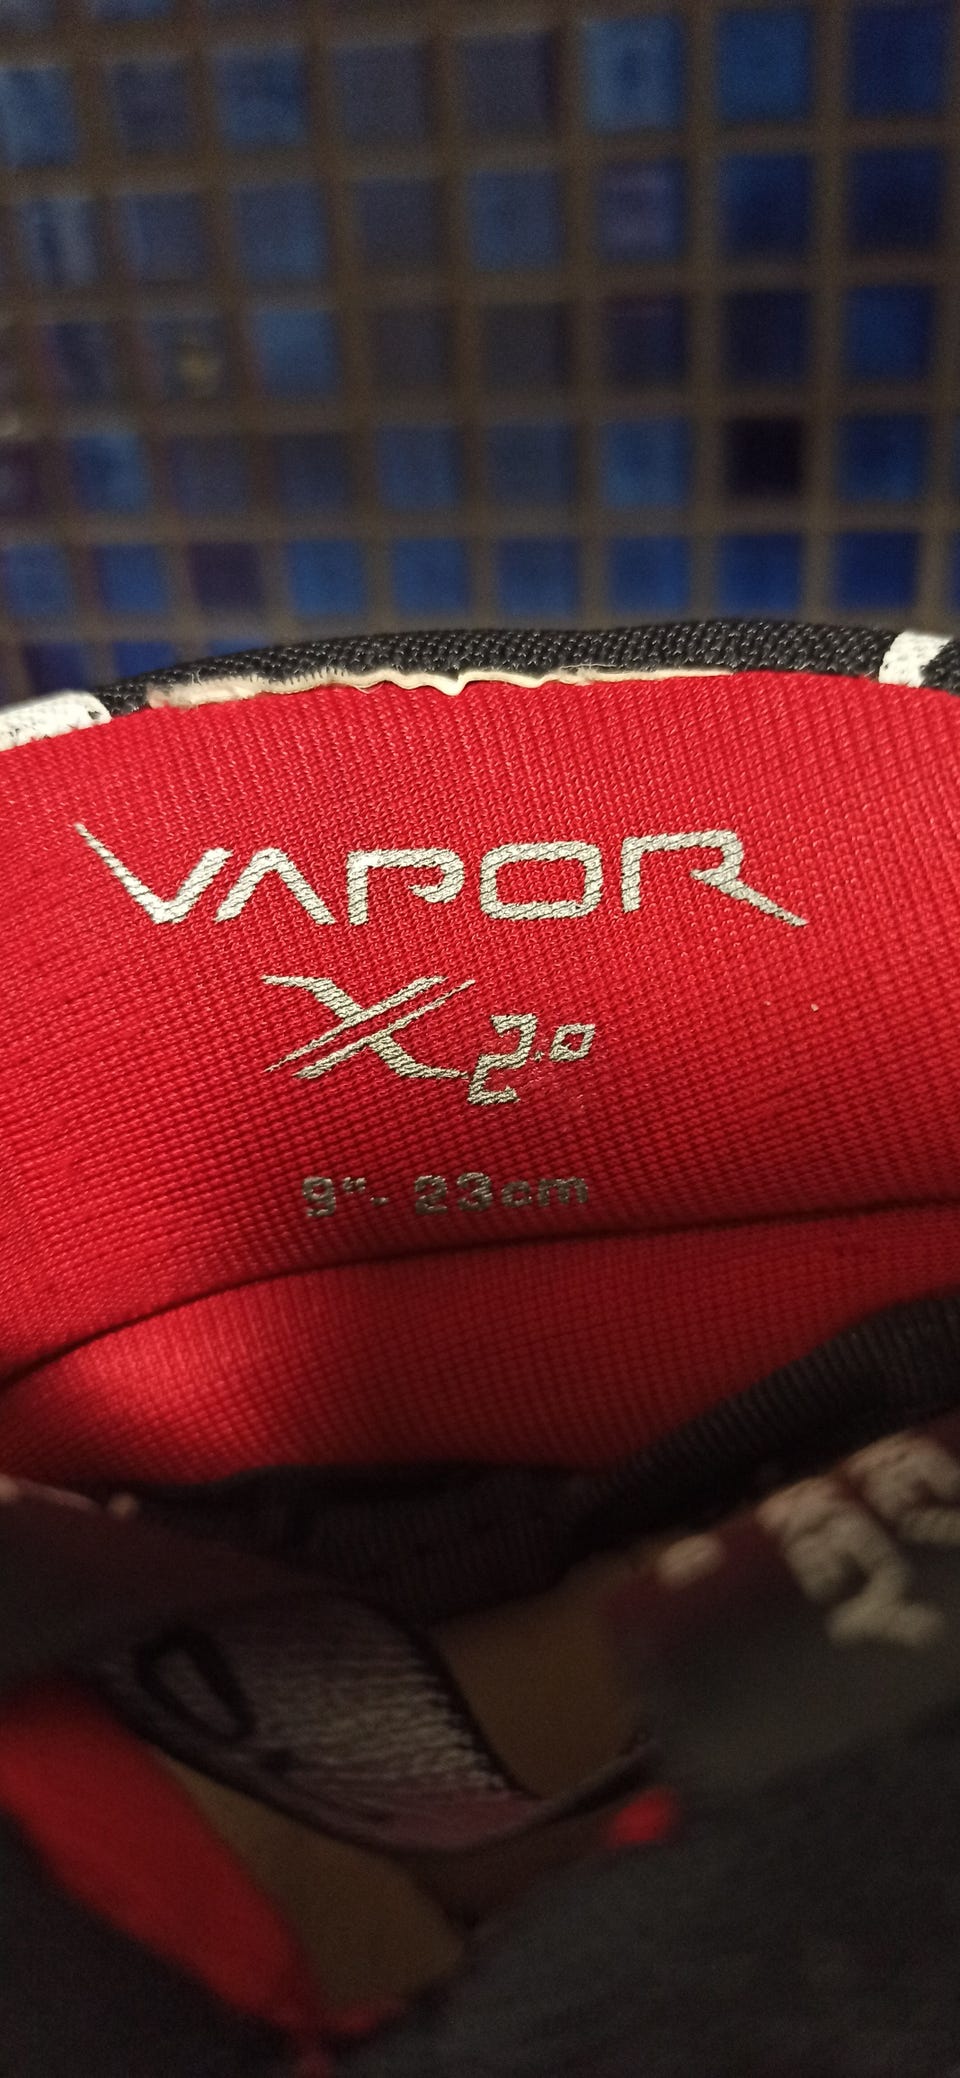 VAPOR
X2.0
9"- 23cm